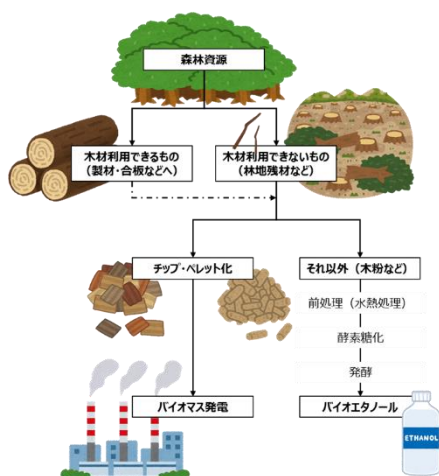 森林資源
木材利用できるもの
（製材・合板などへ）
木材利用できないもの
（林地残材など）
チップ・ペレット化
それ以外（木粉など）
前処理（水熱処理）
酵素糖化
発酵
バイオマス発電
バイオエタノール
ETHANOL